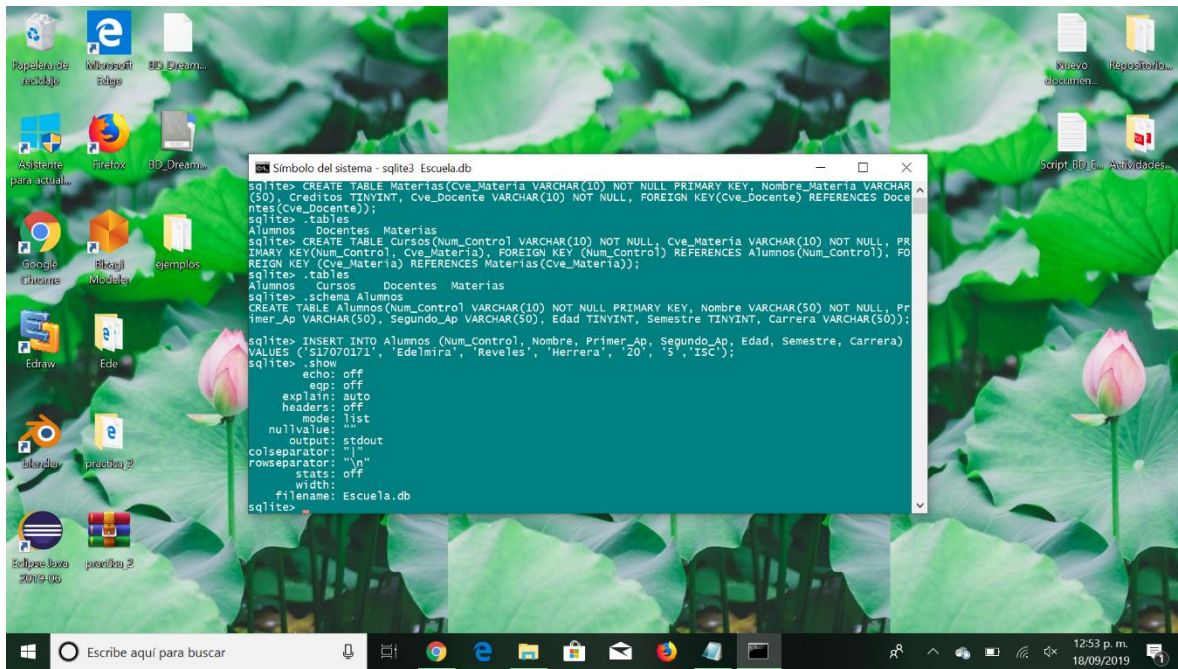 Papelera de
reciclaje
Microsoft
Edge
BD_Dream...
Nuevo
documen...
Repositorio...
Asistente
para actual...
Firefox
BD_Dream...
Script_BD_E...
Actividades...
Google
Chrome
Bizagi
Modeler
ejemplos
Edraw
Ede
blender
practica_2
Eclipse Java
2019-06
practica_2
Símbolo del sistema - sqlite3 Escuela.db
sqlite> CREATE TABLE Materias(Cve_Materia VARCHAR(10) NOT NULL PRIMARY KEY, Nombre_Materia VARCHAR
(50), Creditos TINYINT, Cve_Docente VARCHAR(10) NOT NULL, FOREIGN KEY(Cve_Docente) REFERENCES Doce
ntes(Cve_Docente));
sqlite> .tables
Alumnos Docentes Materias
sqlite> CREATE TABLE Cursos(Num_Control VARCHAR(10) NOT NULL, Cve_Materia VARCHAR(10) NOT NULL, PR
IMARY KEY(Num_Control, Cve_Materia), FOREIGN KEY (Num_Control) REFERENCES Alumnos(Num_Control), FO
REIGN KEY (Cve_Materia) REFERENCES Materias(Cve_Materia));
sqlite> .tables
Alumnos Cursos Docentes Materias
sqlite> .schema Alumnos
CREATE TABLE Alumnos(Num_Control VARCHAR(10) NOT NULL PRIMARY KEY, Nombre VARCHAR(50) NOT NULL, Pr
imer_Ap VARCHAR(50), Segundo_Ap VARCHAR(50), Edad TINYINT, Semestre TINYINT, Carrera VARCHAR(50));
sqlite> INSERT INTO Alumnos (Num_Control, Nombre, Primer_Ap, Segundo_Ap, Edad, Semestre, Carrera)
VALUES ('S17070171', 'Edelmira', 'Reveles', 'Herrera', '20', '5','ISC');
sqlite> .show
echo: off
eqp: off
explain: auto
headers: off
mode: list
nullvalue: ""
output: stdout
colseparator: "|"
rowseparator: "\n"
stats: off
width:
filename: Escuela.db
sqlite>
Escribe aquí para buscar
12:53 p. m.
18/09/2019